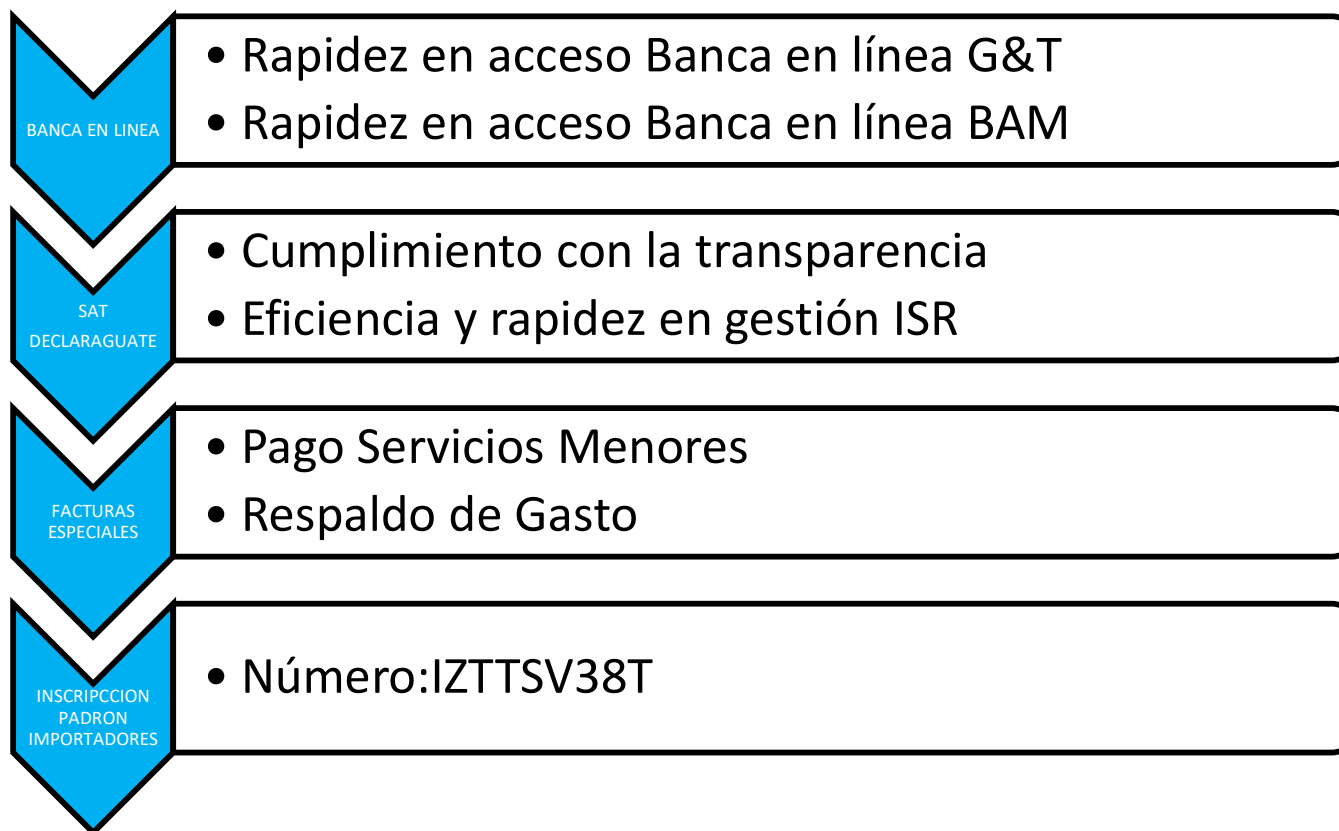 BANCA EN LINEA
• Rapidez en acceso Banca en línea G&T
• Rapidez en acceso Banca en línea BAM
SAT
DECLARAGUATE
• Cumplimiento con la transparencia
• Eficiencia y rapidez en gestión ISR
FACTURAS
ESPECIALES
• Pago Servicios Menores
• Respaldo de Gasto
INSCRIPCCION
PADRON
IMPORTADORES
• Número:IZTTSV38T